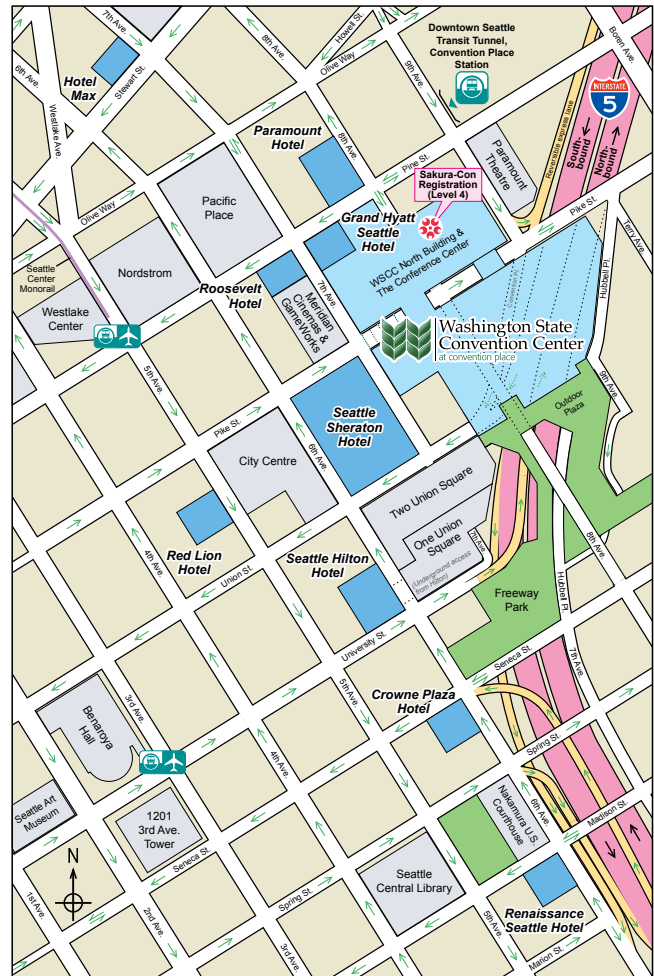 7th Ave.
8th Ave.
Howell St.
Downtown Seattle
Transit Tunnel,
Convention Place
Station
Boren Ave.
6th Ave.
Hotel
Max
Stewart St.
Olive Way
9th Ave.
INTERSTATE
5
Westlake Ave.
Reversible express lane
South-
bound
North-
bound
Paramount
Hotel
8th Ave.
Paramount
Theatre
Pine St.
Sakura-Con
Registration
(Level 4)
Pike St.
Terry Ave.
Olive Way
Pacific
Place
Grand Hyatt
Seattle
Hotel
WSCC North Building &
The Conference Center
Hubbell Pl.
Seattle
Center
Monorail
Nordstrom
Roosevelt
Hotel
7th Ave.
Meridian
Cinemas &
GameWorks
Westlake
Center
Washington State
Convention Center
at convention place
5th Ave.
9th Ave.
Outdoor
Plaza
Pike St.
Seattle
Sheraton
Hotel
6th Ave.
City Centre
Two Union Square
One Union
Square
7th Ave.
(Underground access
from Hilton)
4th Ave.
Red Lion
Hotel
Union St.
Seattle Hilton
Hotel
8th Ave.
Hubbell Pl.
Freeway
Park
University St.
Seneca St.
7th Ave.
5th Ave.
Crowne Plaza
Hotel
3rd Ave.
Benaroya
Hall
4th Ave.
Spring St.
Seattle Art
Museum
1201
3rd Ave.
Tower
Nakamura U.S.
Courthouse
6th Ave.
Madison St.
Seneca St.
N
Seattle
Central Library
1st Ave.
2nd Ave.
Spring St.
3rd Ave.
5th Ave.
Renaissance
Seattle Hotel
Marion St.